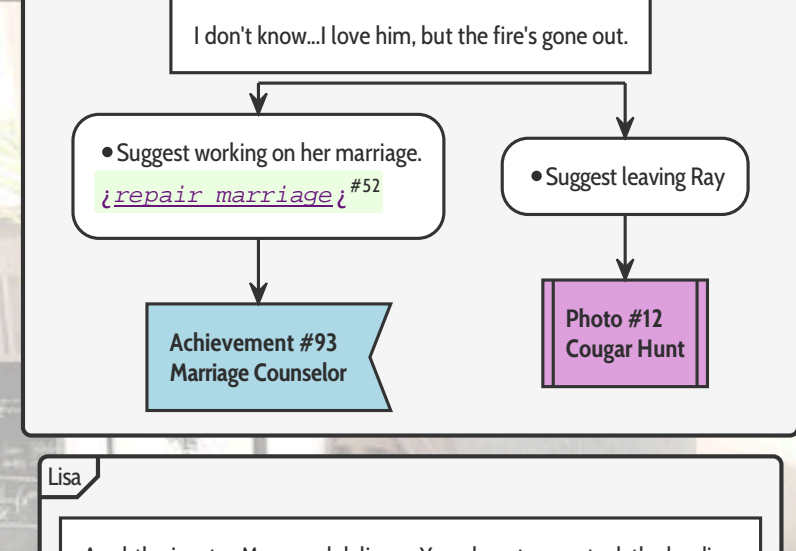 I don't know...I love him, but the fire's gone out.
● Suggest working on her marriage.
¿repair marriage¿#52
● Suggest leaving Ray
Achievement #93
Marriage Counselor
Photo #12
Cougar Hunt
Lisa